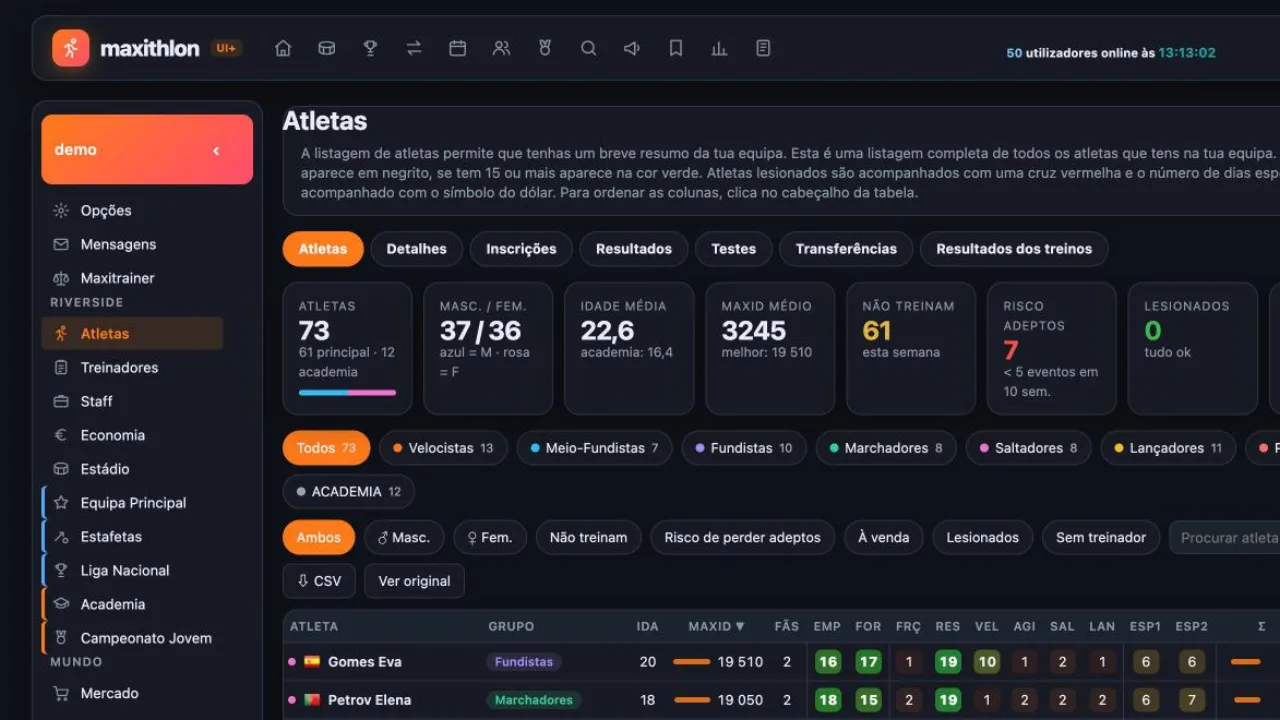 maxithlon UI+
50 utilizadores online às 13:13:02
demo
Opções
Mensagens
Maxitrainer
RIVERSIDE
Atletas
Treinadores
Staff
Economia
Estádio
Equipa Principal
Estafetas
Liga Nacional
Academia
Campeonato Jovem
MUNDO
Mercado
Atletas
A listagem de atletas permite que tenhas um breve resumo da tua equipa. Esta é uma listagem completa de todos os atletas que tens na tua equipa.
aparece em negrito, se tem 15 ou mais aparece na cor verde. Atletas lesionados são acompanhados com uma cruz vermelha e o número de dias esp
acompanhado com o símbolo do dólar. Para ordenar as colunas, clica no cabeçalho da tabela.
Atletas Detalhes Inscrições Resultados Testes Transferências Resultados dos treinos
ATLETAS
73
61 principal · 12
academia
MASC. / FEM.
37 / 36
azul = M · rosa
= F
IDADE MÉDIA
22,6
academia: 16,4
MAXID MÉDIO
3245
melhor: 19 510
NÃO TREINAM
61
esta semana
RISCO
ADEPTOS
7
< 5 eventos em
10 sem.
LESIONADOS
0
tudo ok
Todos 73 Velocistas 13 Meio-Fundistas 7 Fundistas 10 Marchadores 8 Saltadores 8 Lançadores 11
ACADEMIA 12
Ambos ♂ Masc. ♀ Fem. Não treinam Risco de perder adeptos À venda Lesionados Sem treinador Procurar atleta
⇩ CSV Ver original
ATLETA GRUPO IDA MAXID ▼ FÃS EMP FOR FRÇ RES VEL AGI SAL LAN ESP1 ESP2 Σ
Gomes Eva Fundistas 20 19 510 2 16 17 1 19 10 1 2 1 6 6
Petrov Elena Marchadores 18 19 050 2 18 15 2 19 1 2 2 2 6 7